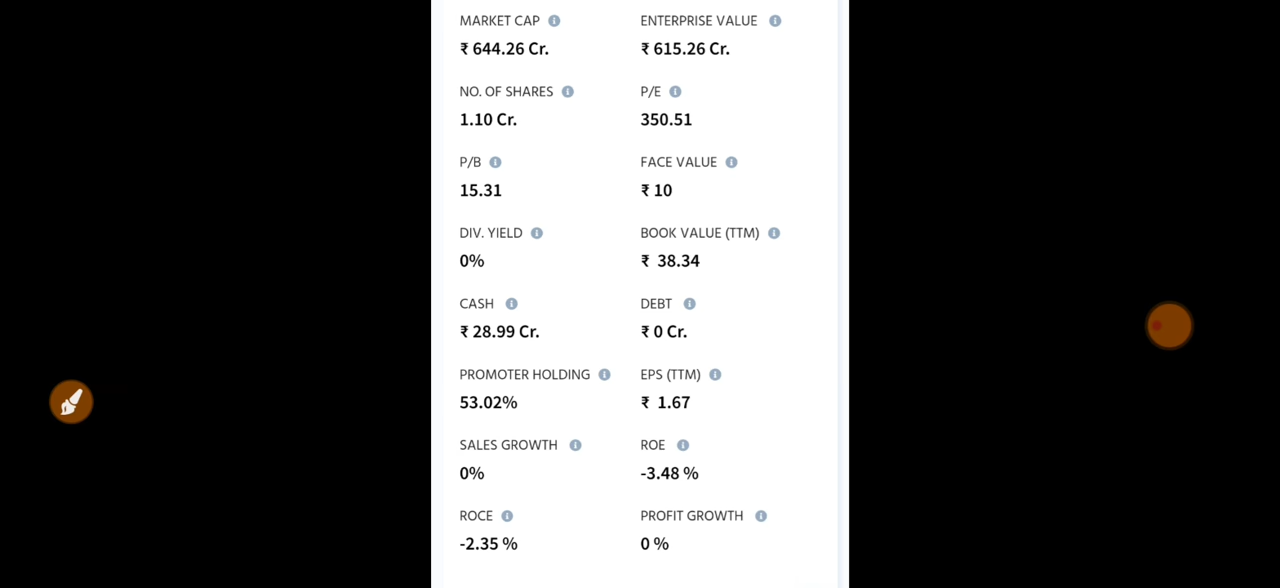 MARKET CAP ENTERPRISE VALUE
₹ 644.26 Cr. ₹ 615.26 Cr.
NO. OF SHARES P/E
1.10 Cr. 350.51
P/B FACE VALUE
15.31 ₹ 10
DIV. YIELD BOOK VALUE (TTM)
0% ₹ 38.34
CASH DEBT
₹ 28.99 Cr. ₹ 0 Cr.
PROMOTER HOLDING EPS (TTM)
53.02% ₹ 1.67
SALES GROWTH ROE
0% -3.48 %
ROCE PROFIT GROWTH
-2.35 % 0 %